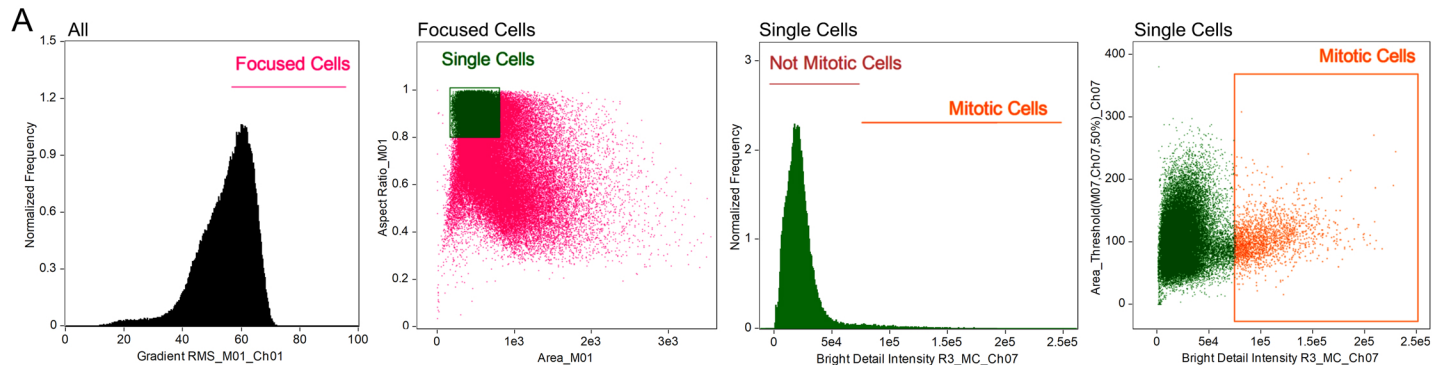 A
All
1.5
1.2
0.9
0.6
0.3
0
Normalized Frequency
Focused Cells
0 20 40 60 80 100
Gradient RMS_M01_Ch01
Focused Cells
Single Cells
1
0.8
0.6
0.4
0.2
0
Aspect Ratio_M01
0 1e3 2e3 3e3
Area_M01
Single Cells
Not Mitotic Cells
Mitotic Cells
3
2
1
0
Normalized Frequency
0 5e4 1e5 1.5e5 2e5 2.5e5
Bright Detail Intensity R3_MC_Ch07
Single Cells
Mitotic Cells
400
300
200
100
0
Area_Threshold(M07,Ch07,50%)_Ch07
0 5e4 1e5 1.5e5 2e5 2.5e5
Bright Detail Intensity R3_MC_Ch07